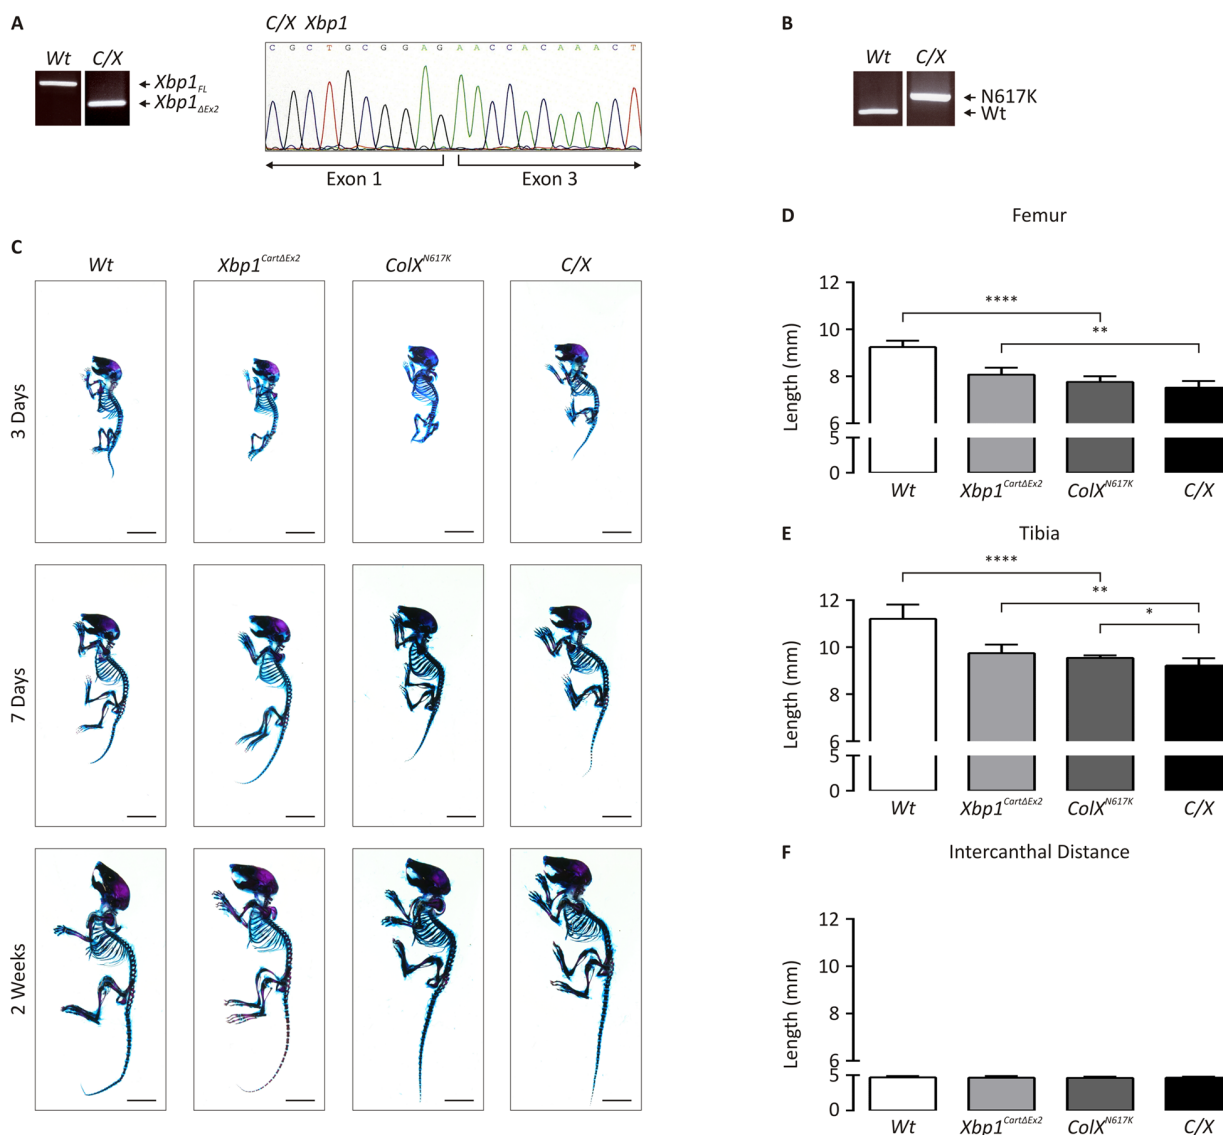 A
C/X Xbp1
Wt C/X
Xbp1FL
Xbp1ΔEx2
C G C T G C G G A G A A C C A C A A A C T
Exon 1 Exon 3
B
Wt C/X
N617K
Wt
C
Wt Xbp1CartΔEx2 ColXN617K C/X
3 Days
7 Days
2 Weeks
D
Femur
Length (mm)
12
10
8
6
5
0
****
**
Wt Xbp1CartΔEx2 ColXN617K C/X
E
Tibia
Length (mm)
12
10
8
6
5
0
****
**
*
Wt Xbp1CartΔEx2 ColXN617K C/X
F
Intercanthal Distance
Length (mm)
12
10
8
6
5
0
Wt Xbp1CartΔEx2 ColXN617K C/X